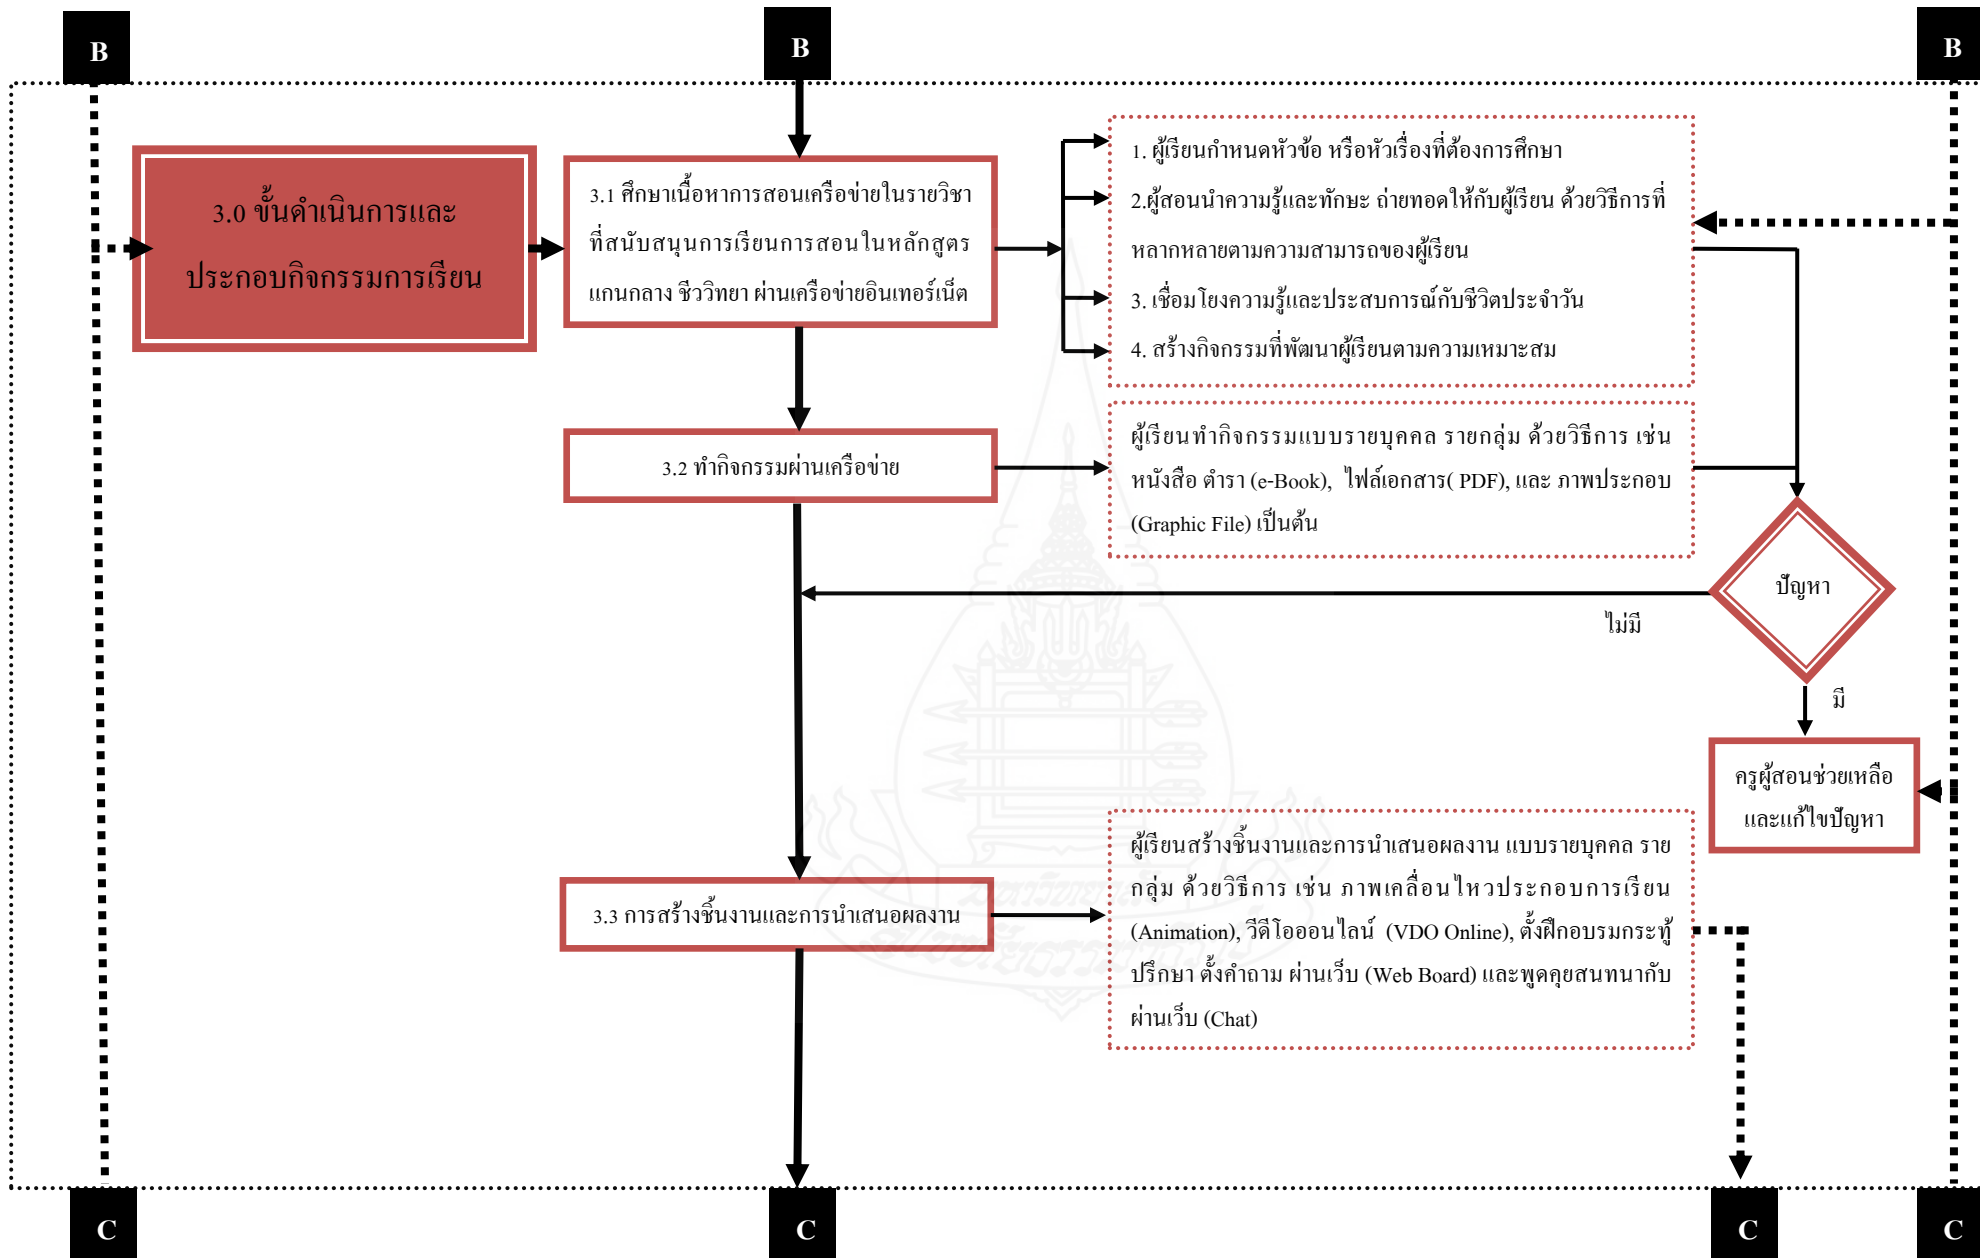 B
B
B
3.0 ขั้นดำเนินการและ
ประกอบกิจกรรมการเรียน
3.1 ศึกษาเนื้อหาการสอนเครือข่ายในรายวิชา
ที่สนับสนุนการเรียนการสอนในหลักสูตร
แกนกลาง ชีววิทยา ผ่านเครือข่ายอินเทอร์เน็ต
1. ผู้เรียนกำหนดหัวข้อ หรือหัวเรื่องที่ต้องการศึกษา
2.ผู้สอนนำความรู้และทักษะ ถ่ายทอดให้กับผู้เรียน ด้วยวิธีการที่
หลากหลายตามความสามารถของผู้เรียน
3. เชื่อมโยงความรู้และประสบการณ์กับชีวิตประจำวัน
4. สร้างกิจกรรมที่พัฒนาผู้เรียนตามความเหมาะสม
3.2 ทำกิจกรรมผ่านเครือข่าย
ผู้เรียนทำกิจกรรมแบบรายบุคคล รายกลุ่ม ด้วยวิธีการ เช่น
หนังสือ ตำรา (e-Book), ไฟล์เอกสาร( PDF), และ ภาพประกอบ
(Graphic File) เป็นต้น
ปัญหา
ไม่มี
มี
ครูผู้สอนช่วยเหลือ
และแก้ไขปัญหา
3.3 การสร้างชิ้นงานและการนำเสนอผลงาน
ผู้เรียนสร้างชิ้นงานและการนำเสนอผลงาน แบบรายบุคคล ราย
กลุ่ม ด้วยวิธีการ เช่น ภาพเคลื่อนไหวประกอบการเรียน
(Animation), วีดีโอออนไลน์ (VDO Online), ตั้งฝึกอบรมกระทู้
ปรึกษา ตั้งคำถาม ผ่านเว็บ (Web Board) และพูดคุยสนทนากับ
ผ่านเว็บ (Chat)
มหาวิทยาลัย
สุโขทัยธรรมาธิราช
C
C
C
C